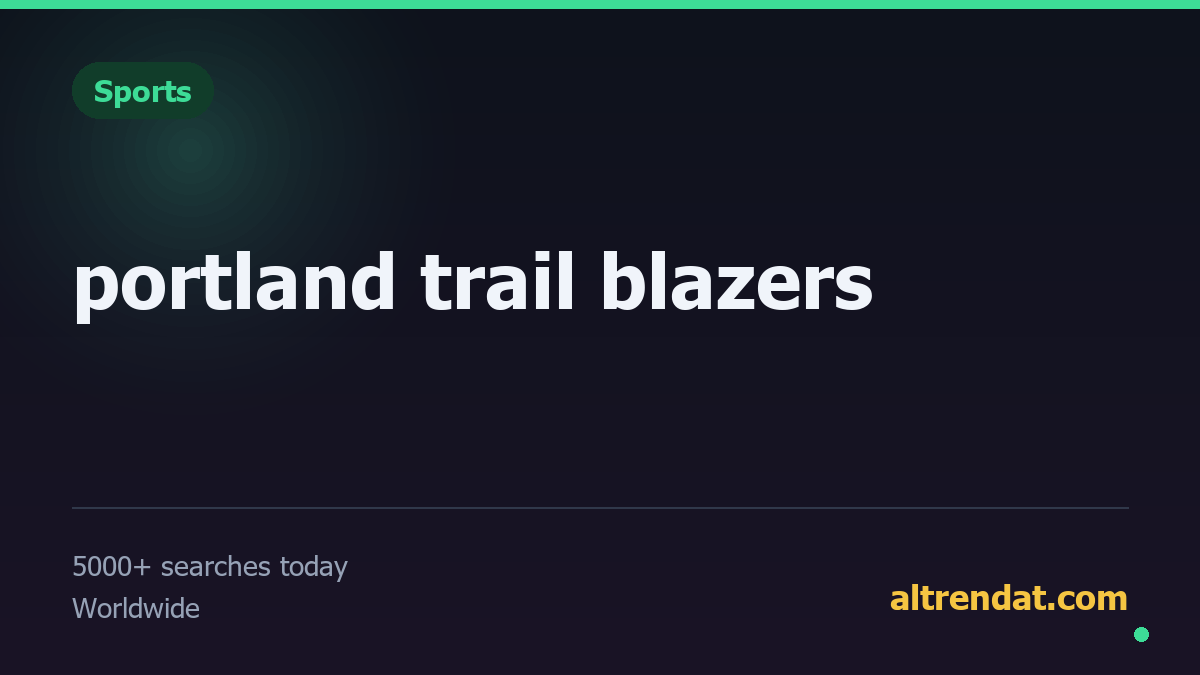 Sports
portland trail blazers
5000+ searches today
Worldwide
altrendat.com